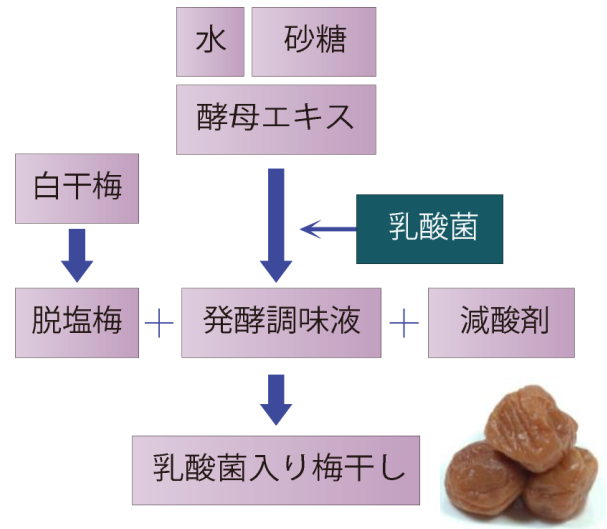 水 砂糖
酵母エキス
白干梅
乳酸菌
脱塩梅 + 発酵調味液 + 減酸剤
乳酸菌入り梅干し